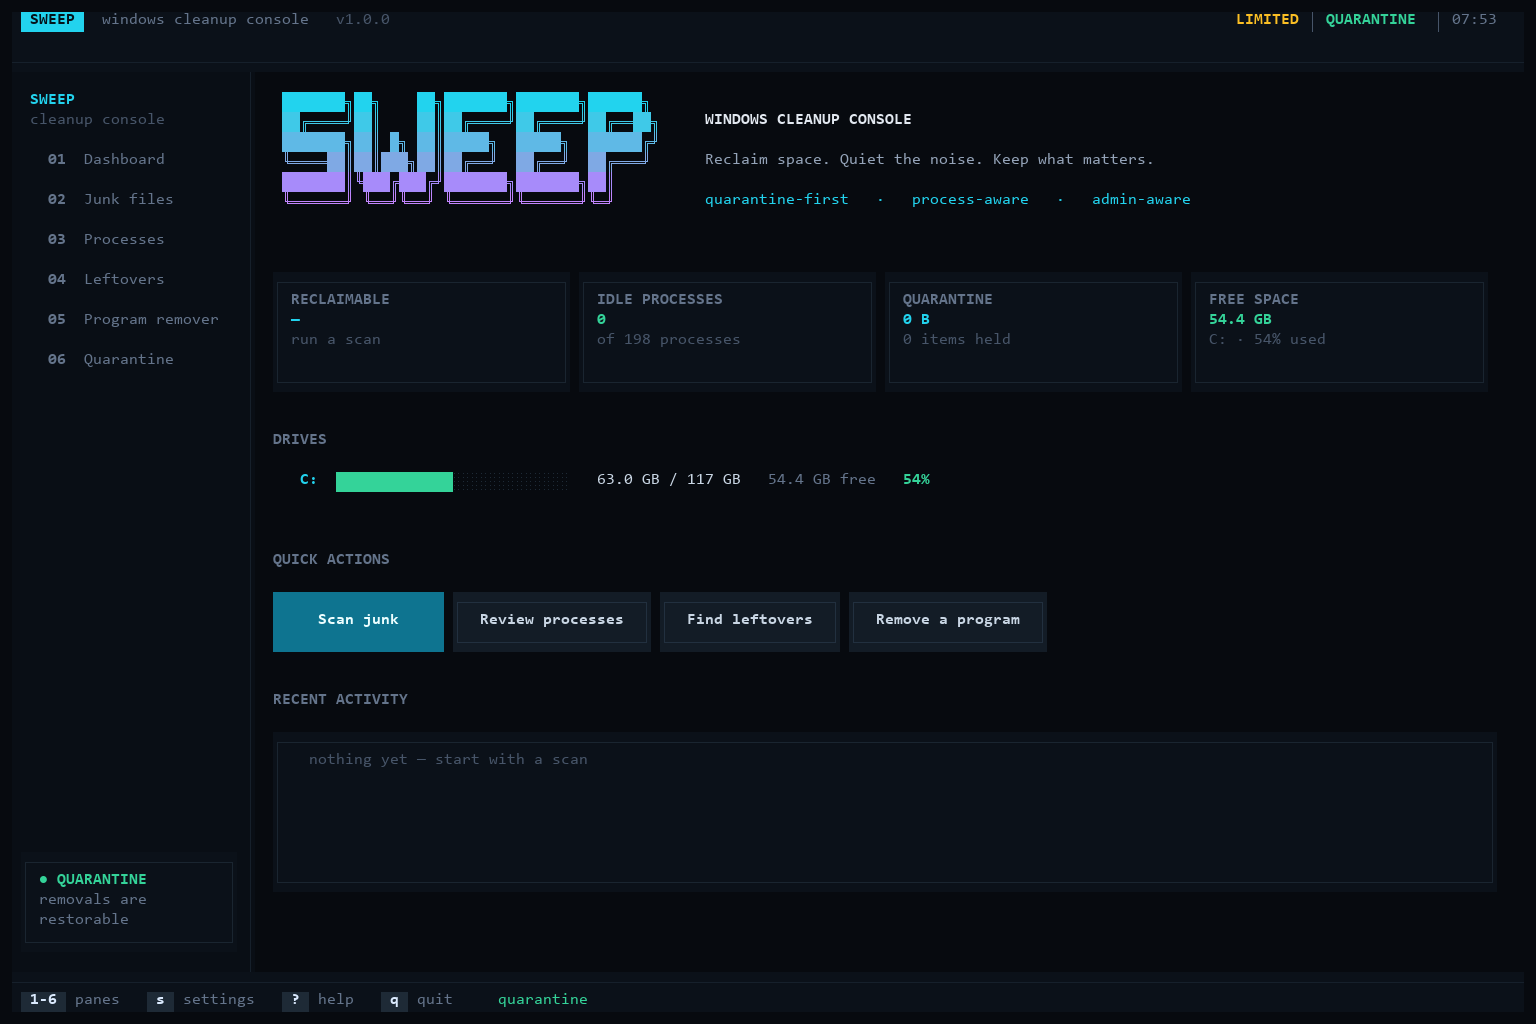 SWEEP windows cleanup console v1.0.0 LIMITED QUARANTINE 07:53
SWEEP
cleanup console
01 Dashboard
02 Junk files
03 Processes
04 Leftovers
05 Program remover
06 Quarantine
● QUARANTINE
removals are
restorable
SWEEP
WINDOWS CLEANUP CONSOLE
Reclaim space. Quiet the noise. Keep what matters.
quarantine-first · process-aware · admin-aware
RECLAIMABLE
—
run a scan
IDLE PROCESSES
0
of 198 processes
QUARANTINE
0 B
0 items held
FREE SPACE
54.4 GB
C: · 54% used
DRIVES
C: 63.0 GB / 117 GB 54.4 GB free 54%
QUICK ACTIONS
Scan junk Review processes Find leftovers Remove a program
RECENT ACTIVITY
nothing yet — start with a scan
1-6 panes s settings ? help q quit quarantine